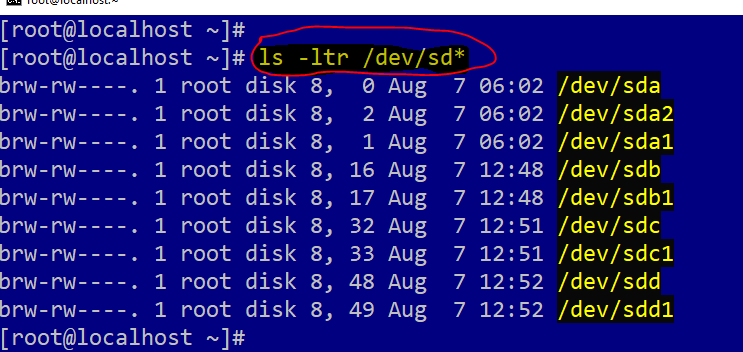 root@localhost:~
[root@localhost ~]#
[root@localhost ~]# ls -ltr /dev/sd*
brw-rw----. 1 root disk 8,  0 Aug  7 06:02 /dev/sda
brw-rw----. 1 root disk 8,  2 Aug  7 06:02 /dev/sda2
brw-rw----. 1 root disk 8,  1 Aug  7 06:02 /dev/sda1
brw-rw----. 1 root disk 8, 16 Aug  7 12:48 /dev/sdb
brw-rw----. 1 root disk 8, 17 Aug  7 12:48 /dev/sdb1
brw-rw----. 1 root disk 8, 32 Aug  7 12:51 /dev/sdc
brw-rw----. 1 root disk 8, 33 Aug  7 12:51 /dev/sdc1
brw-rw----. 1 root disk 8, 48 Aug  7 12:52 /dev/sdd
brw-rw----. 1 root disk 8, 49 Aug  7 12:52 /dev/sdd1
[root@localhost ~]#